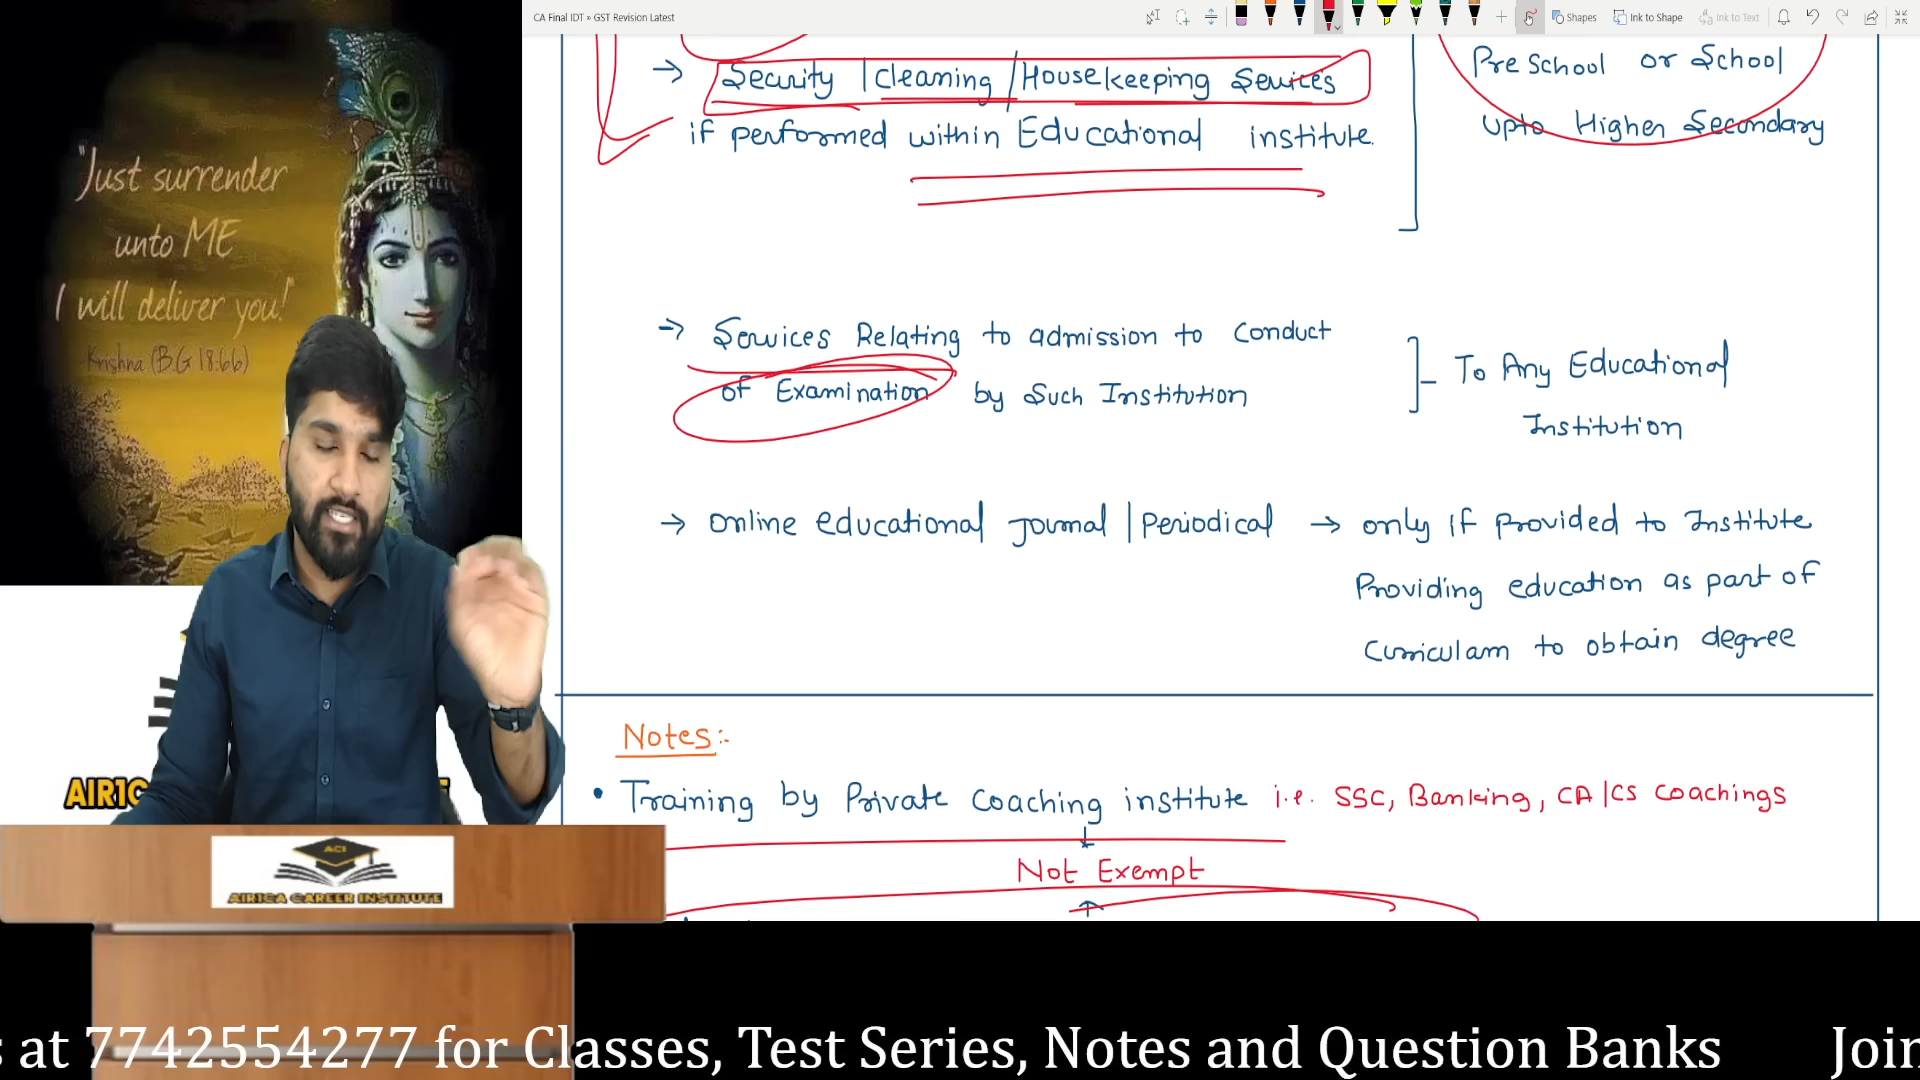 CA Final IDT » GST Revision Latest
Shapes
Ink to Shape
Ink to Text
→ Security | Cleaning | Housekeeping Services
if performed within Educational institute.
Pre School or School
upto Higher Secondary
→ Services Relating to admission to Conduct
of Examination by Such Institution
To Any Educational
Institution
→ Online educational Journal | Periodical → only if provided to Institute
Providing education as part of
Curriculam to obtain degree
Notes:-
• Training by Private Coaching institute i.e. SSC, Banking, CA|CS Coachings
Not Exempt
"Just surrender
unto ME
I will deliver you!"
Krishna (B.G 18:66)
AIR1C
ACI
AIR1CA CAREER INSTITUTE
s at 7742554277 for Classes, Test Series, Notes and Question Banks Join